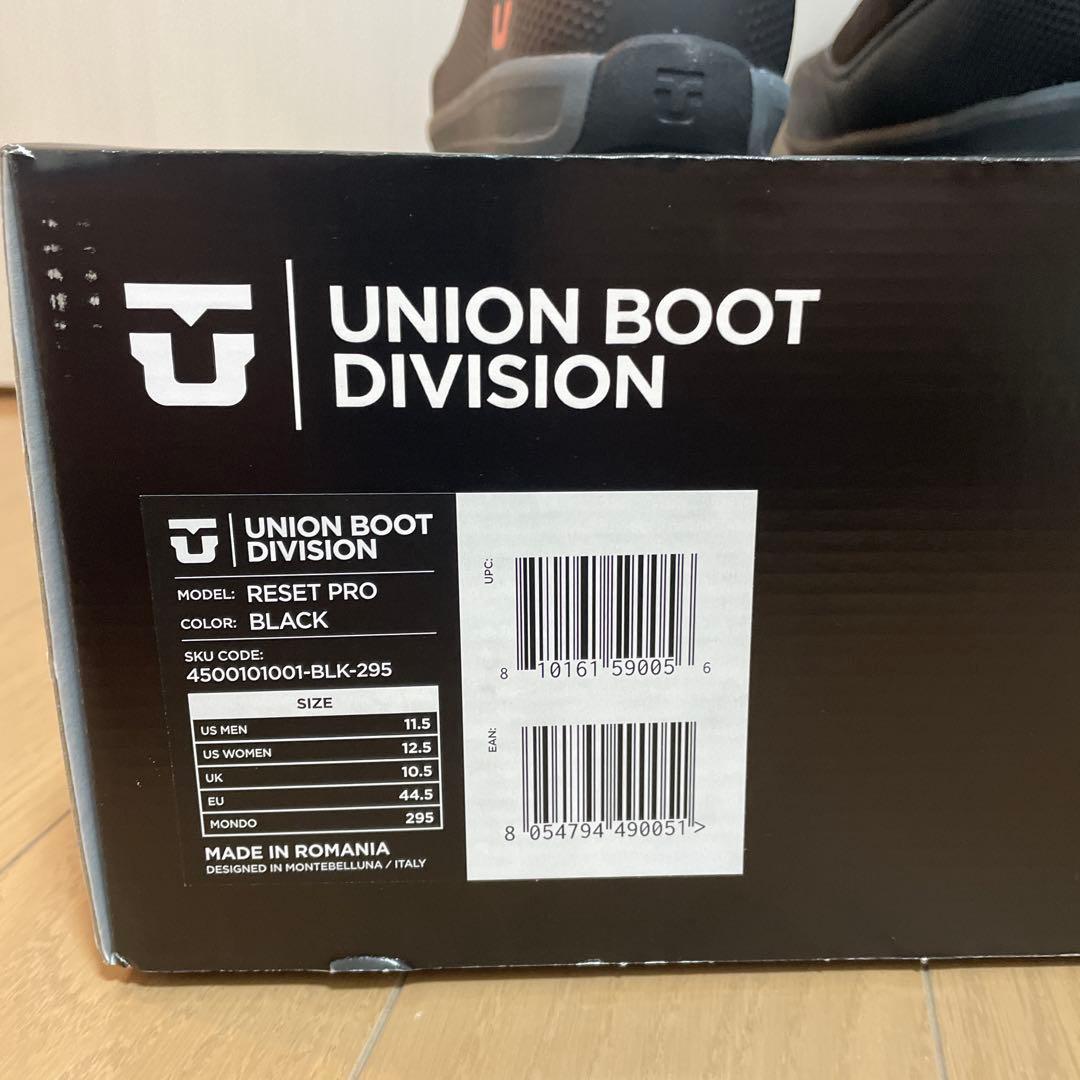 UNION BOOT
DIVISION
UNION BOOT
DIVISION
MODEL: RESET PRO
COLOR: BLACK
SKU CODE:
4500101001-BLK-295
SIZE
US MEN 11.5
US WOMEN 12.5
UK 10.5
EU 44.5
MONDO 295
MADE IN ROMANIA
DESIGNED IN MONTEBELLUNA / ITALY
UPC:
8 10161 59005 6
EAN:
8 054794 490051 >